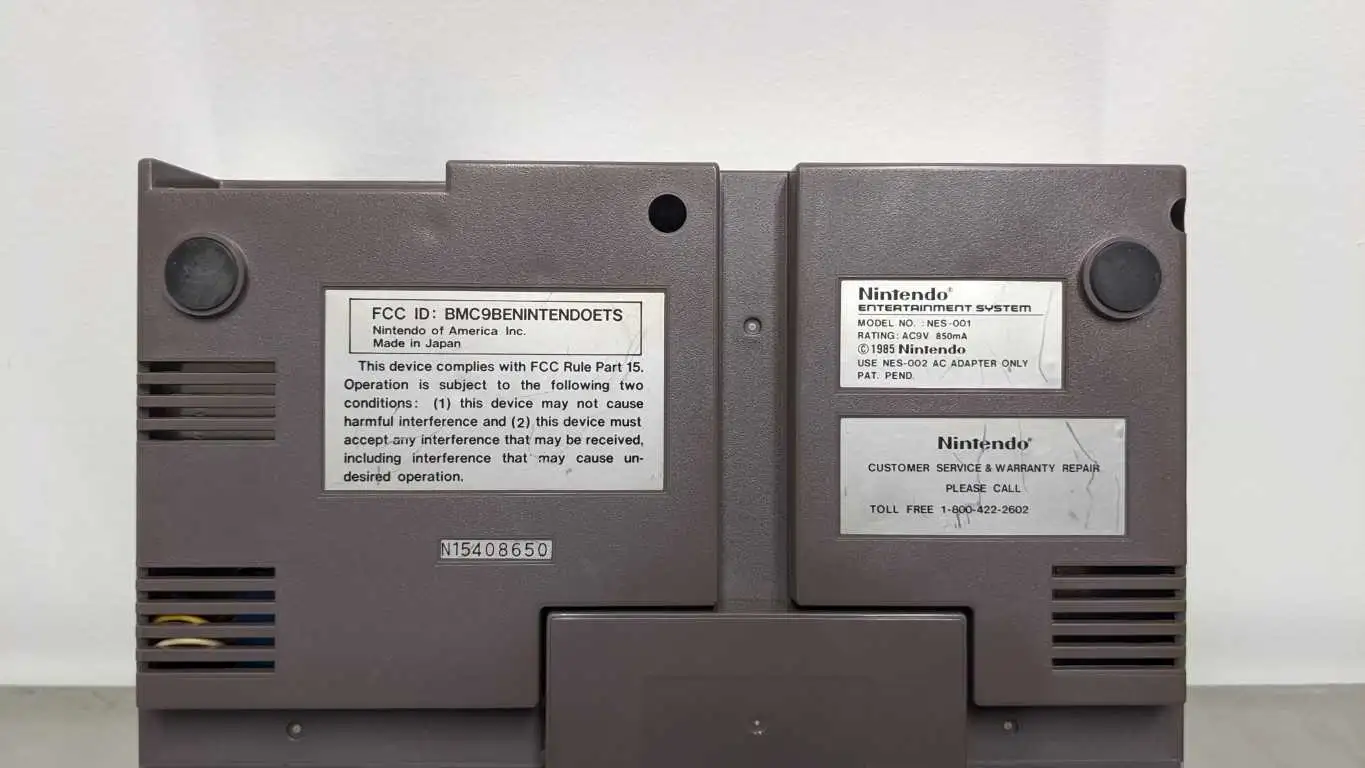 FCC ID: BMC9BENINTENDOETS
Nintendo of America Inc.
Made in Japan
This device complies with FCC Rule Part 15.
Operation is subject to the following two
conditions: (1) this device may not cause
harmful interference and (2) this device must
accept any interference that may be received,
including interference that may cause un-
desired operation.
N15408650
Nintendo®
ENTERTAINMENT SYSTEM
MODEL NO. : NES-001
RATING: AC9V 850mA
©1985 Nintendo
USE NES-002 AC ADAPTER ONLY
PAT. PEND.
Nintendo®
CUSTOMER SERVICE & WARRANTY REPAIR
PLEASE CALL
TOLL FREE 1-800-422-2602